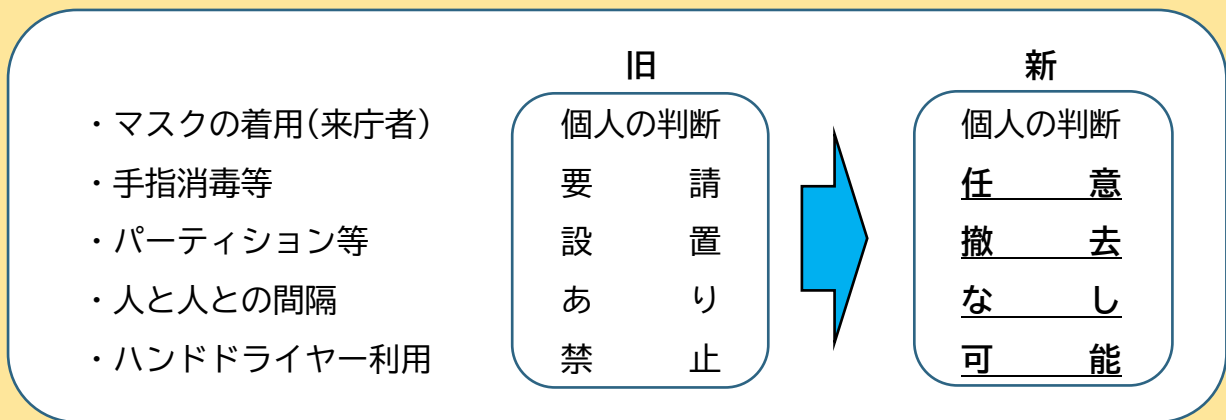 旧 新
・マスクの着用(来庁者) 個人の判断 個人の判断
・手指消毒等 要 請 任 意
・パーティション等 設 置 撤 去
・人と人との間隔 あ り な し
・ハンドドライヤー利用 禁 止 可 能